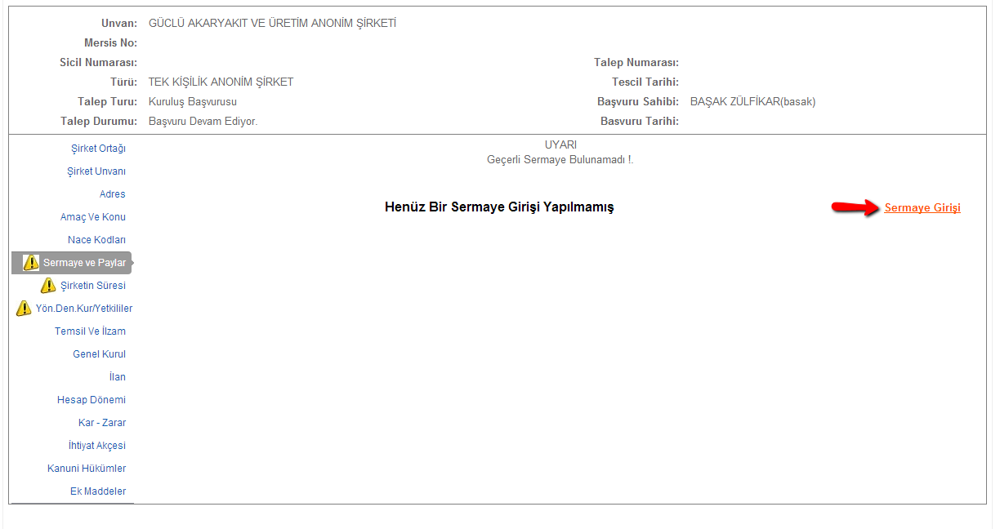 Unvan: GÜCLÜ AKARYAKIT VE ÜRETİM ANONİM ŞİRKETİ
Mersis No:
Sicil Numarası: Talep Numarası:
Türü: TEK KİŞİLİK ANONİM ŞİRKET Tescil Tarihi:
Talep Turu: Kuruluş Başvurusu Başvuru Sahibi: BAŞAK ZÜLFİKAR(basak)
Talep Durumu: Başvuru Devam Ediyor. Basvuru Tarihi:
Şirket Ortağı
Şirket Unvanı
Adres
Amaç Ve Konu
Nace Kodları
Sermaye ve Paylar
Şirketin Süresi
Yön.Den.Kur/Yetkililer
Temsil Ve İlzam
Genel Kurul
İlan
Hesap Dönemi
Kar - Zarar
İhtiyat Akçesi
Kanuni Hükümler
Ek Maddeler
UYARI
Geçerli Sermaye Bulunamadı !.
Henüz Bir Sermaye Girişi Yapılmamış
Sermaye Girişi